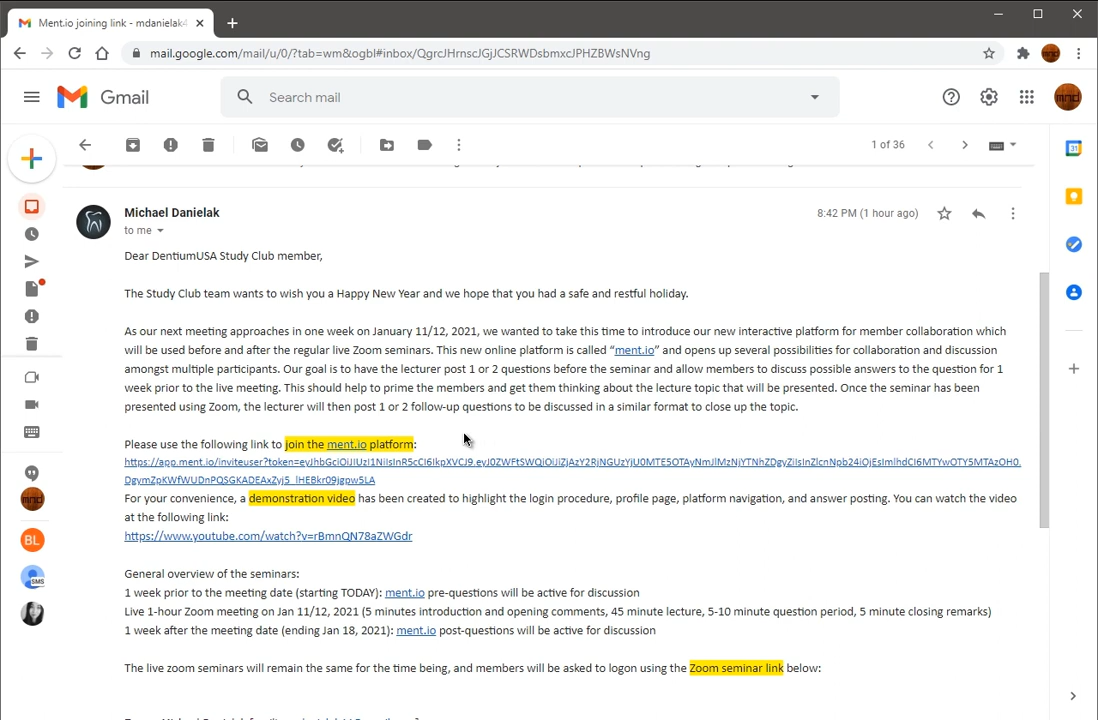 Ment.io joining link - mdanielak4
mail.google.com/mail/u/0/?tab=wm&ogbl#inbox/QgrcJHrnscJGjJCSRWDsbmxcJPHZBWsNVng
Gmail
Search mail
1 of 36
Michael Danielak
8:42 PM (1 hour ago)
to me
Dear DentiumUSA Study Club member,
The Study Club team wants to wish you a Happy New Year and we hope that you had a safe and restful holiday.
As our next meeting approaches in one week on January 11/12, 2021, we wanted to take this time to introduce our new interactive platform for member collaboration which
will be used before and after the regular live Zoom seminars. This new online platform is called “ment.io” and opens up several possibilities for collaboration and discussion
amongst multiple participants. Our goal is to have the lecturer post 1 or 2 questions before the seminar and allow members to discuss possible answers to the question for 1
week prior to the live meeting. This should help to prime the members and get them thinking about the lecture topic that will be presented. Once the seminar has been
presented using Zoom, the lecturer will then post 1 or 2 follow-up questions to be discussed in a similar format to close up the topic.
Please use the following link to join the ment.io platform:
https://app.ment.io/inviteuser?token=eyJhbGciOiJIUzI1NiIsInR5cCI6IkpXVCJ9.eyJ0ZWFtSWQiOiJiZjAzY2RjNGUzYjU0MTE5OTAyNmJlMzNjYTNhZDgyZiIsInZlcnNpb24iOjEsImlhdCI6MTYwOTY5MTAzOH0.
DgymZpKWfWUDnPQSGKADEAxZyj5_lHEBkr09jgpw5LA
For your convenience, a demonstration video has been created to highlight the login procedure, profile page, platform navigation, and answer posting. You can watch the video
at the following link:
https://www.youtube.com/watch?v=rBmnQN78aZWGdr
General overview of the seminars:
1 week prior to the meeting date (starting TODAY): ment.io pre-questions will be active for discussion
Live 1-hour Zoom meeting on Jan 11/12, 2021 (5 minutes introduction and opening comments, 45 minute lecture, 5-10 minute question period, 5 minute closing remarks)
1 week after the meeting date (ending Jan 18, 2021): ment.io post-questions will be active for discussion
The live zoom seminars will remain the same for the time being, and members will be asked to logon using the Zoom seminar link below:
BL
SMS
31
mnd